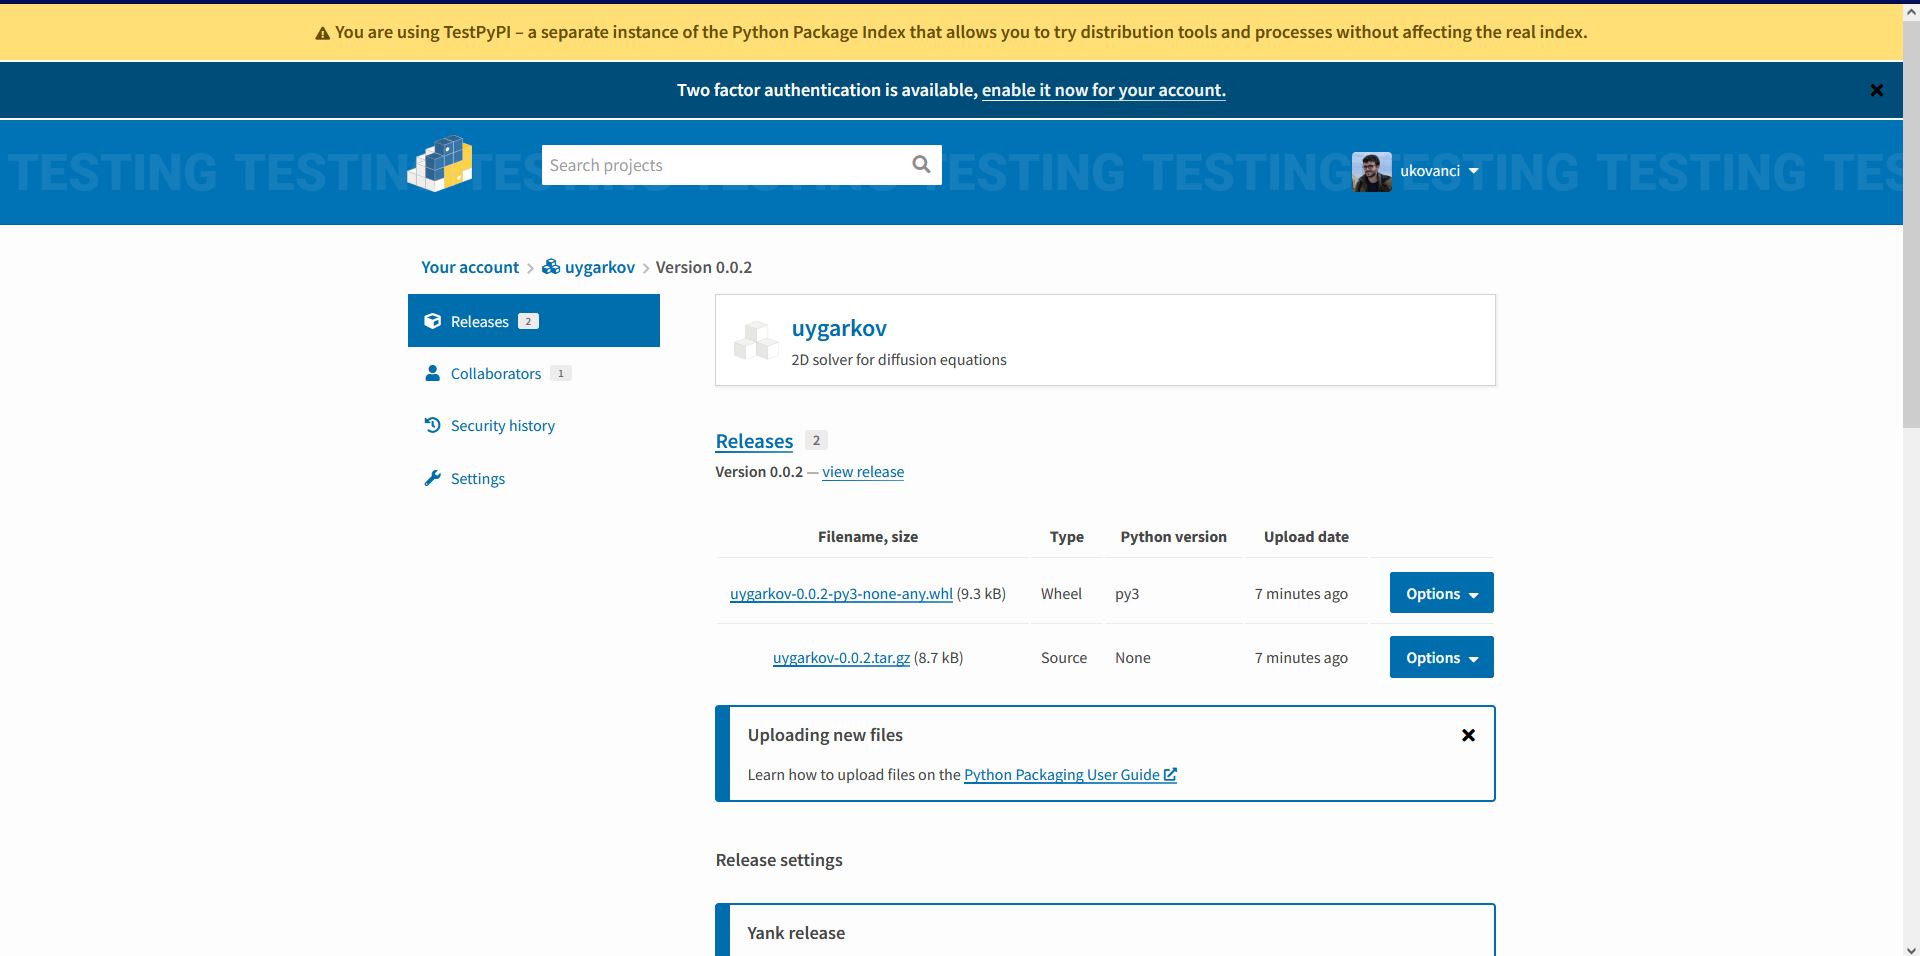 You are using TestPyPI – a separate instance of the Python Package Index that allows you to try distribution tools and processes without affecting the real index.
Two factor authentication is available, enable it now for your account.
TESTING TESTIN TES ESTING TESTING TING TESTING TES
Search projects
ukovanci
Your account uygarkov Version 0.0.2
Releases 2
Collaborators 1
Security history
Settings
uygarkov
2D solver for diffusion equations
Releases 2
Version 0.0.2 — view release
Filename, size Type Python version Upload date
uygarkov-0.0.2-py3-none-any.whl (9.3 kB) Wheel py3 7 minutes ago Options
uygarkov-0.0.2.tar.gz (8.7 kB) Source None 7 minutes ago Options
Uploading new files
Learn how to upload files on the Python Packaging User Guide
Release settings
Yank release